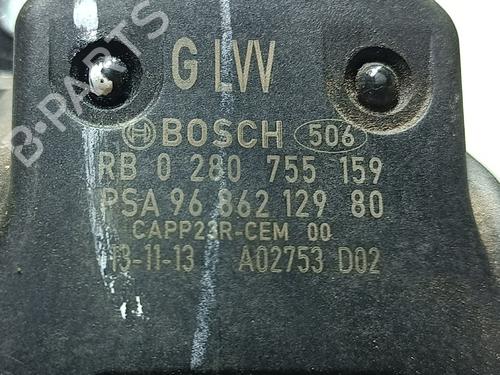 GLW
BOSCH 506
RB 0 280 755 159
PSA 96 862 129 80
CAPP23R-CEM 00
13-11-13 A02753 D02
B-PARTS